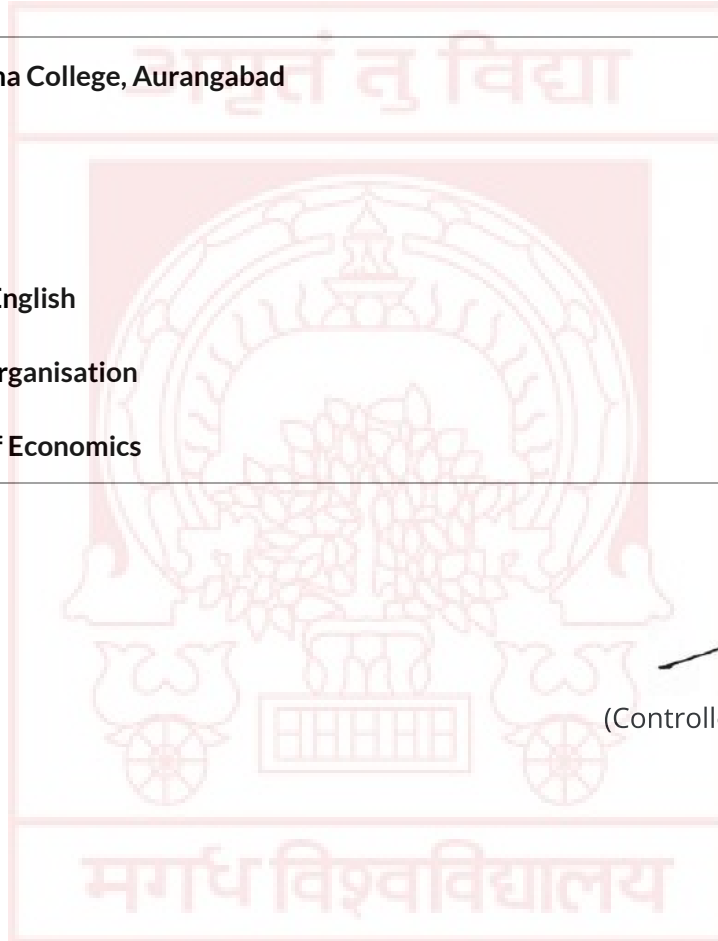 अमृतं तु विद्या
na College, Aurangabad
English
rganisation
f Economics
(Controll
मगध विश्वविद्यालय